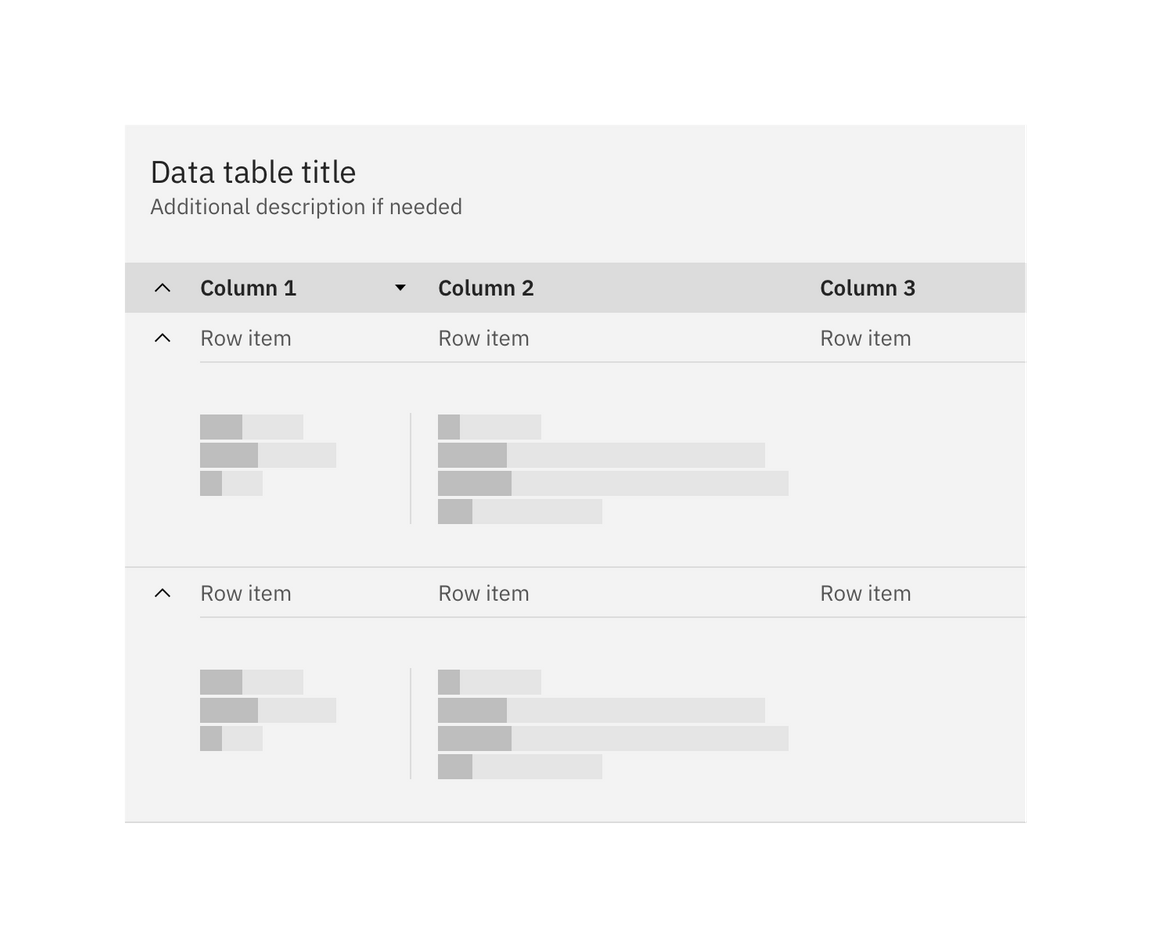 Data table title
Additional description if needed
Column 1 Column 2 Column 3
Row item Row item Row item
Row item Row item Row item